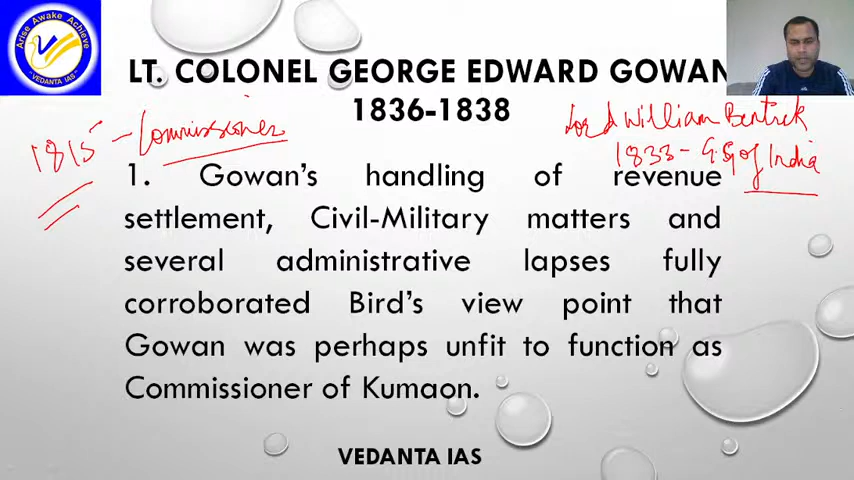 Arise Awake Achieve
VEDANTA IAS
LT. COLONEL GEORGE EDWARD GOWAN
1836-1838
1815 - Commissioner
Lord William Bentick
1833 - G.G of India
1. Gowan's handling of revenue
settlement, Civil-Military matters and
several administrative lapses fully
corroborated Bird's view point that
Gowan was perhaps unfit to function as
Commissioner of Kumaon.
VEDANTA IAS